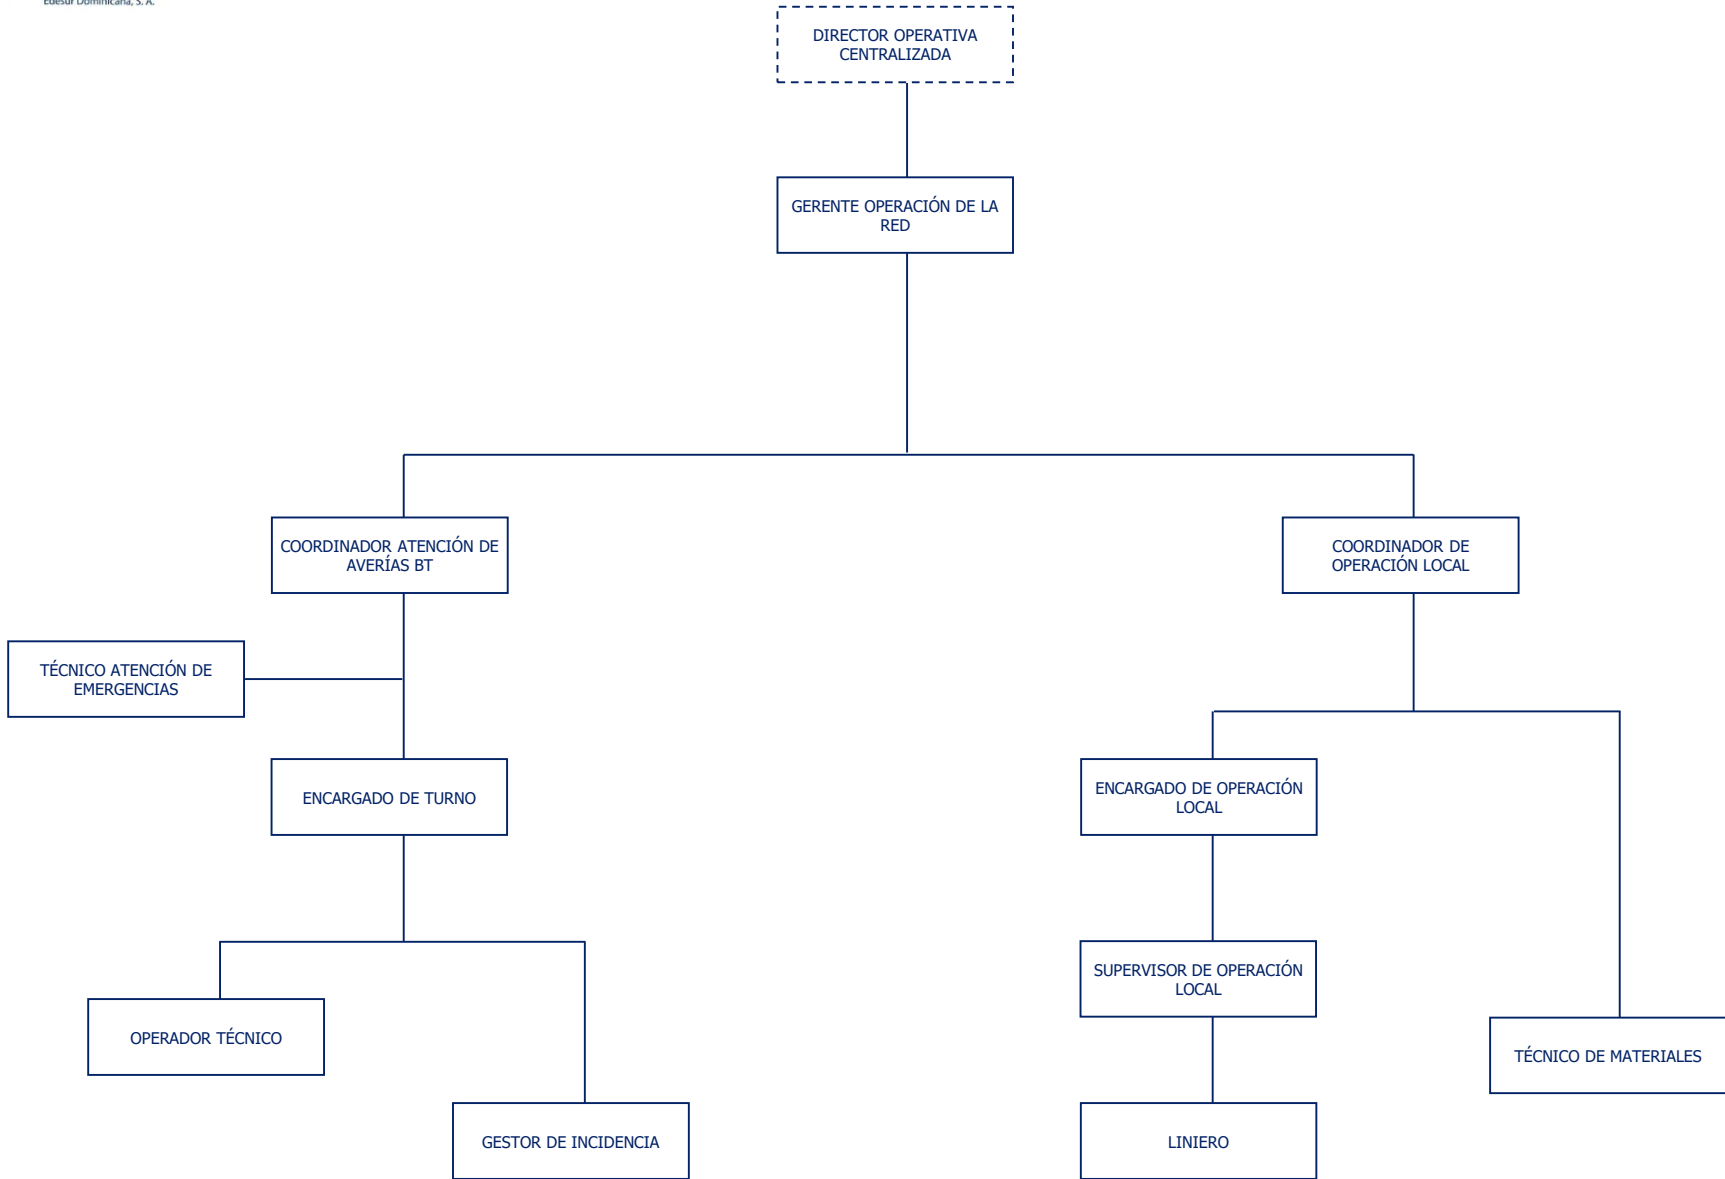 Edesur Dominicana, S. A.
DIRECTOR OPERATIVA
CENTRALIZADA
GERENTE OPERACIÓN DE LA
RED
COORDINADOR ATENCIÓN DE
AVERÍAS BT
COORDINADOR DE
OPERACIÓN LOCAL
TÉCNICO ATENCIÓN DE
EMERGENCIAS
ENCARGADO DE TURNO
ENCARGADO DE OPERACIÓN
LOCAL
SUPERVISOR DE OPERACIÓN
LOCAL
OPERADOR TÉCNICO
TÉCNICO DE MATERIALES
GESTOR DE INCIDENCIA
LINIERO